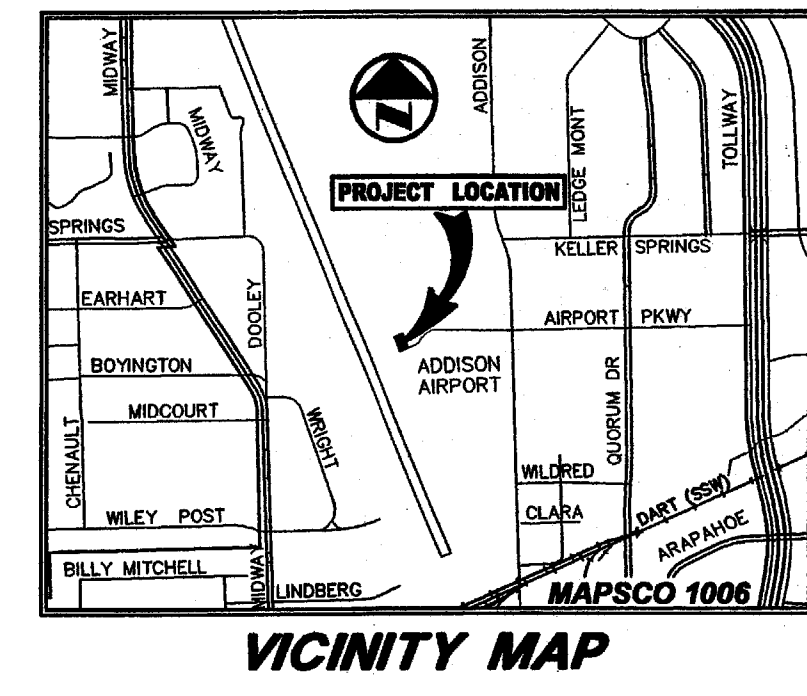 MIDWAY
ADDISON
LEDGE MONT
TOLLWAY
MIDWAY
PROJECT LOCATION
SPRINGS
KELLER SPRINGS
EARHART
DOOLEY
AIRPORT PKWY
BOYINGTON
ADDISON
AIRPORT
QUORUM DR
MIDCOURT
WRIGHT
CHENAULT
WILDRED
DART (SSW)
WILEY POST
CLARA
ARAPAHOE
BILLY MITCHELL
MIDWAY
LINDBERG
MAPSCO 1006
VICINITY MAP